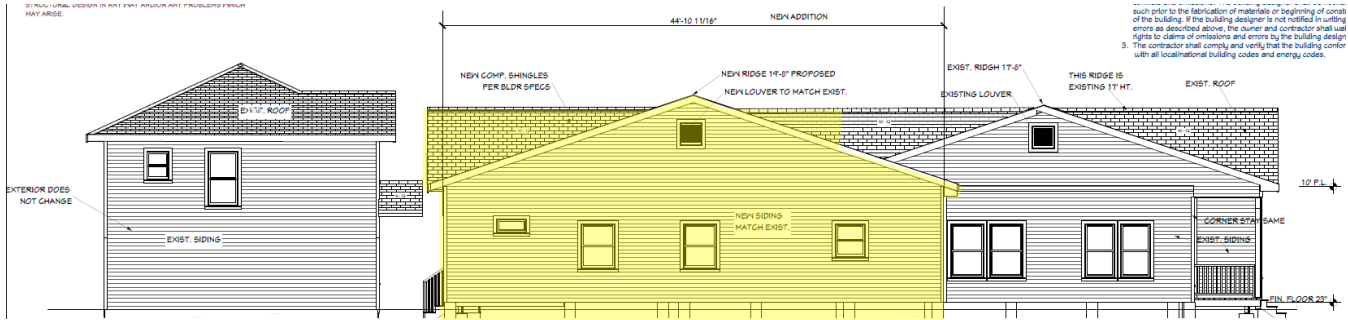 STRUCTURAL DESIGN IN ANY WAY AND/OR ANY PROBLEMS WHICH
MAY ARISE.
44'-10 11/16"
NEW ADDITION
such prior to the fabrication of materials or beginning of const
of the building. If the building designer is not notified in writing
errors as described above, the owner and contractor shall wai
rights to claims of omissions and errors by the building design
3. The contractor shall comply and verify that the building confor
with all local/national building codes and energy codes.
NEW COMP. SHINGLES
PER BLDR SPECS
NEW RIDGE 19'-8" PROPOSED
NEW LOUVER TO MATCH EXIST.
EXIST. RIDGH 17'-8"
EXISTING LOUVER
THIS RIDGE IS
EXISTING 17' HT.
EXIST. ROOF
EXIST. ROOF
EXTERIOR DOES
NOT CHANGE
EXIST. SIDING
NEW SIDING
MATCH EXIST.
10' P.L.
CORNER STAY SAME
EXIST. SIDING
FIN. FLOOR 23"